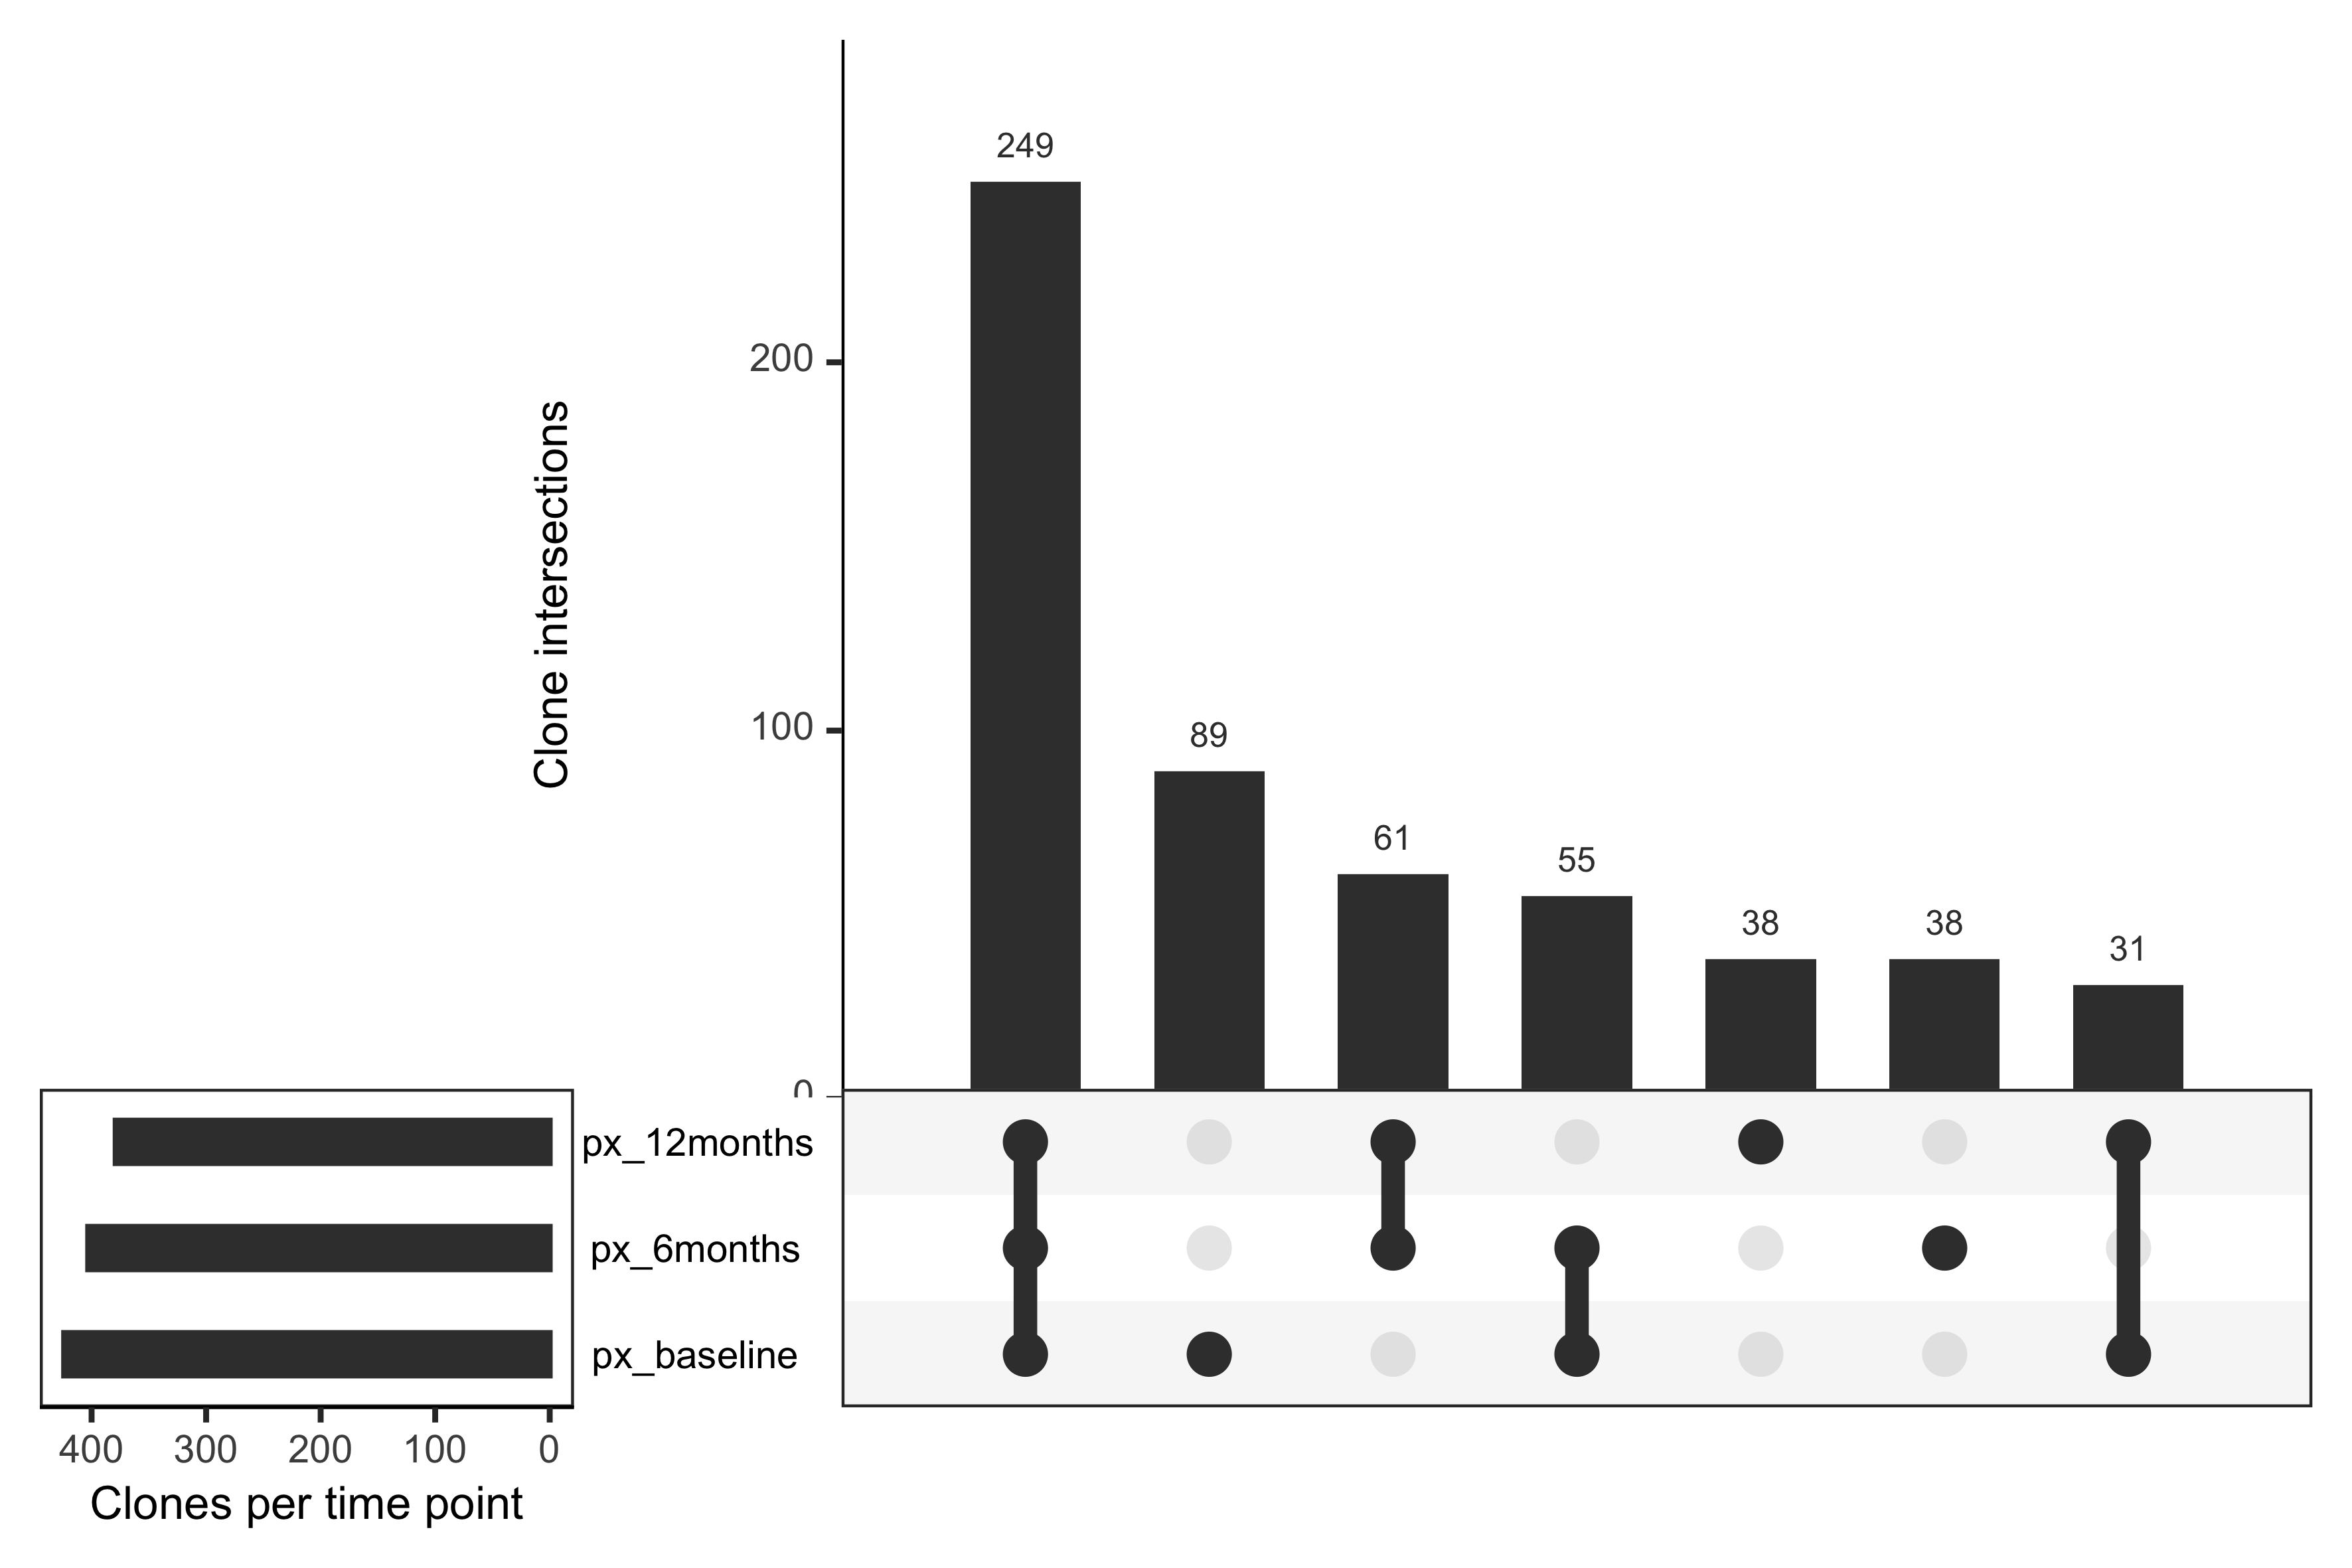 249
200
89
100
61
55
38
38
31
0
Clone intersections
px_12months
px_6months
px_baseline
400 300 200 100 0
Clones per time point